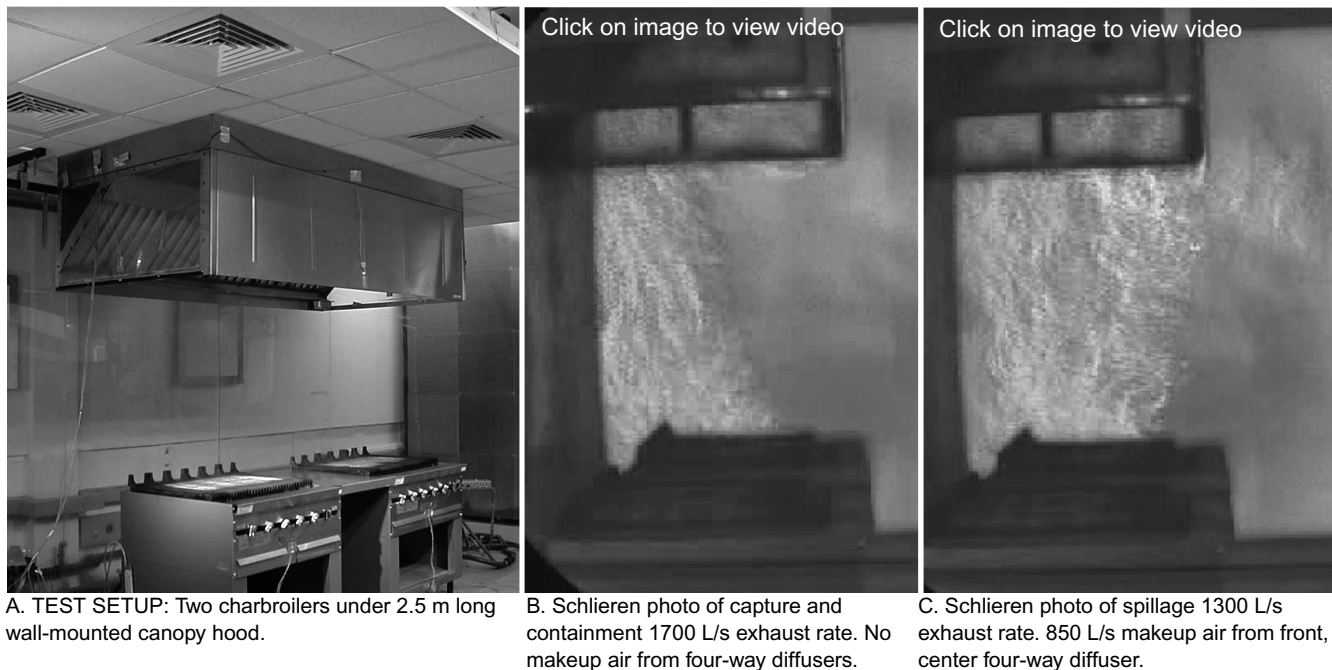 Click on image to view video
Click on image to view video
A. TEST SETUP: Two charbroilers under 2.5 m long
wall-mounted canopy hood.
B. Schlieren photo of capture and
containment 1700 L/s exhaust rate. No
makeup air from four-way diffusers.
C. Schlieren photo of spillage 1300 L/s
exhaust rate. 850 L/s makeup air from front,
center four-way diffuser.